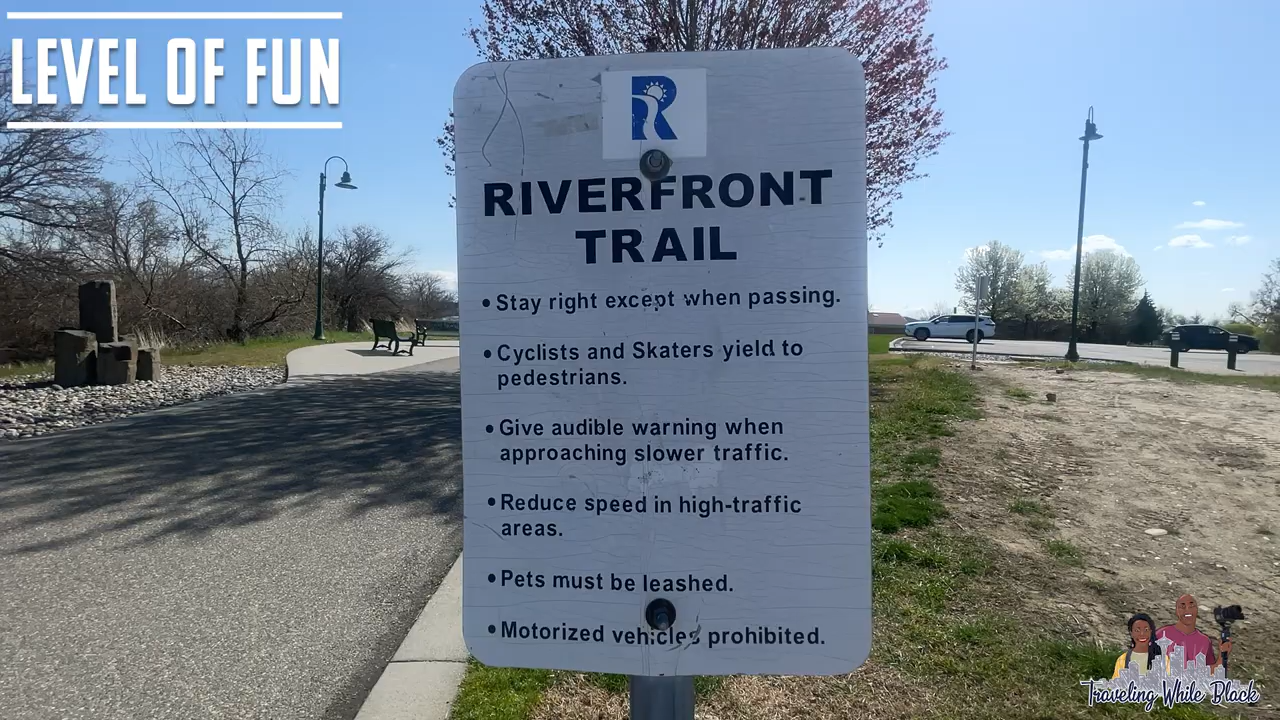 LEVEL OF FUN
R
RIVERFRONT
TRAIL
• Stay right except when passing.
• Cyclists and Skaters yield to
pedestrians.
• Give audible warning when
approaching slower traffic.
• Reduce speed in high-traffic
areas.
• Pets must be leashed.
• Motorized vehicles prohibited.
Traveling While Black